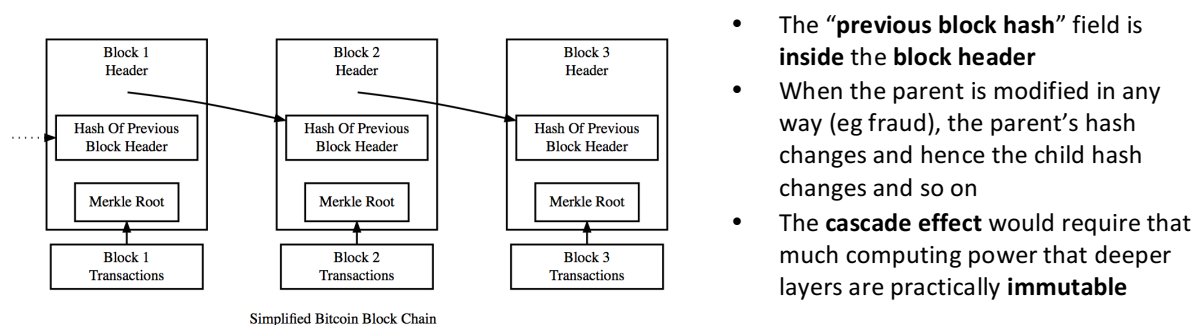 Block 1
Header
Hash Of Previous
Block Header
Merkle Root
Block 1
Transactions
Block 2
Header
Hash Of Previous
Block Header
Merkle Root
Block 2
Transactions
Block 3
Header
Hash Of Previous
Block Header
Merkle Root
Block 3
Transactions
Simplified Bitcoin Block Chain
• The “previous block hash” field is
inside the block header
• When the parent is modified in any
way (eg fraud), the parent’s hash
changes and hence the child hash
changes and so on
• The cascade effect would require that
much computing power that deeper
layers are practically immutable